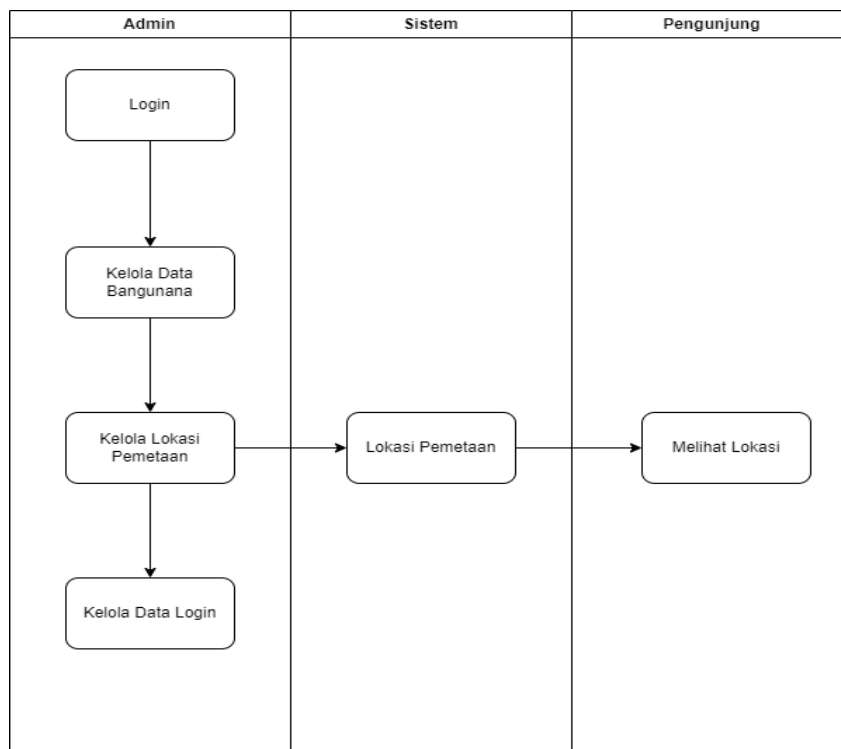 Admin
Sistem
Pengunjung
Login
Kelola Data
Bangunana
Kelola Lokasi
Pemetaan
Lokasi Pemetaan
Melihat Lokasi
Kelola Data Login